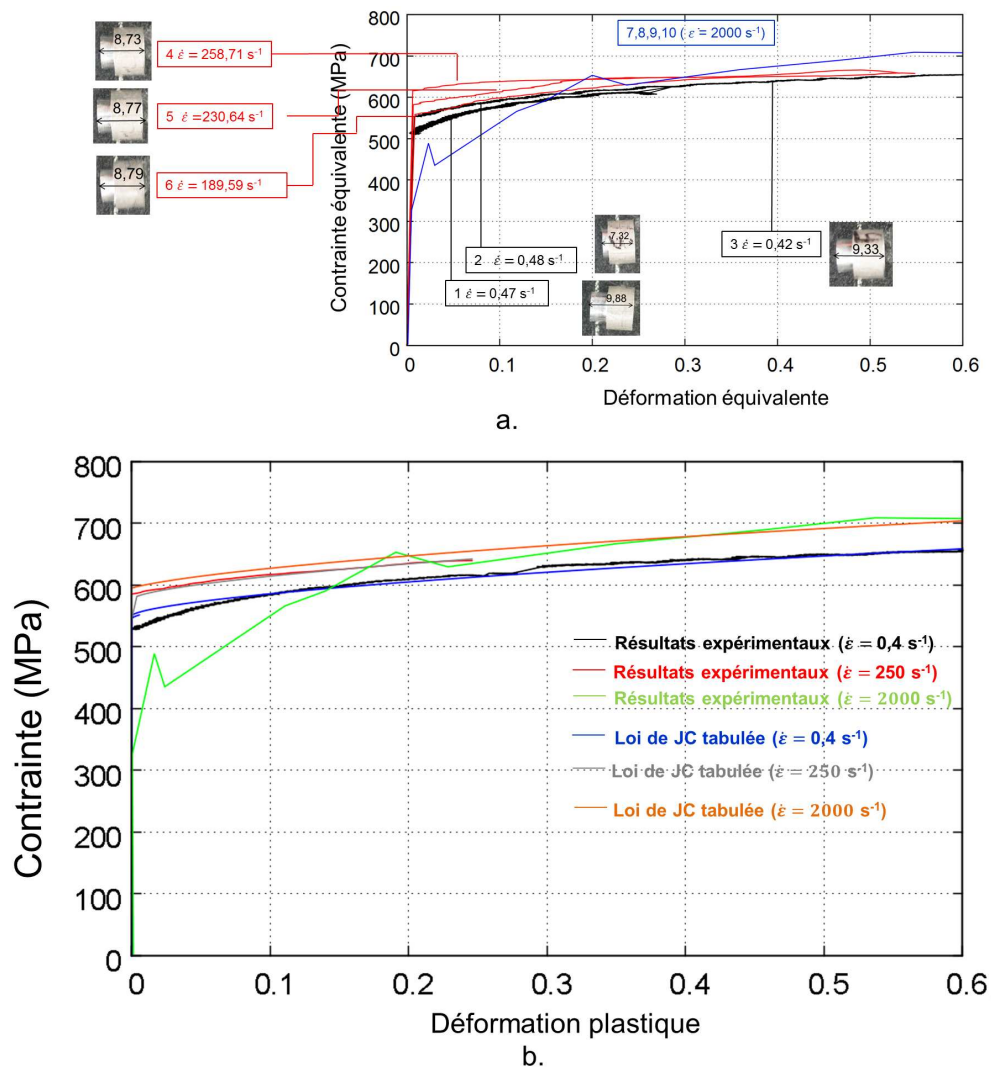 800
700
600
500
400
300
200
100
0
Contrainte équivalente (MPa)
8,73
4 ε̇ = 258,71 s⁻¹
8,77
5 ε̇ =230,64 s⁻¹
8,79
6 ε̇ = 189,59 s⁻¹
7,8,9,10 ( ε̇ = 2000 s⁻¹)
2 ε̇ = 0,48 s⁻¹
1 ε̇ = 0,47 s⁻¹
7,32
9,88
3 ε̇ = 0,42 s⁻¹
9,33
0 0.1 0.2 0.3 0.4 0.5 0.6
Déformation équivalente
a.
800
700
600
500
400
300
200
100
0
Contrainte (MPa)
Résultats expérimentaux (ε̇ = 0,4 s⁻¹)
Résultats expérimentaux (ε̇ = 250 s⁻¹)
Résultats expérimentaux (ε̇ = 2000 s⁻¹)
Loi de JC tabulée (ε̇ = 0,4 s⁻¹)
Loi de JC tabulée (ε̇ = 250 s⁻¹)
Loi de JC tabulée (ε̇ = 2000 s⁻¹)
0 0.1 0.2 0.3 0.4 0.5 0.6
Déformation plastique
b.